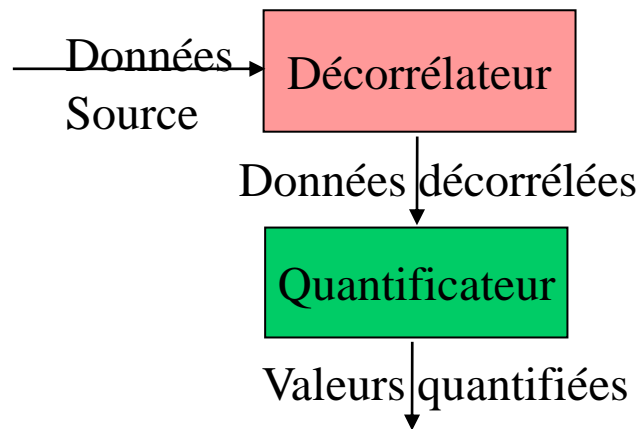 Données
Source
Décorrélateur
Données décorrélées
Quantificateur
Valeurs quantifiées